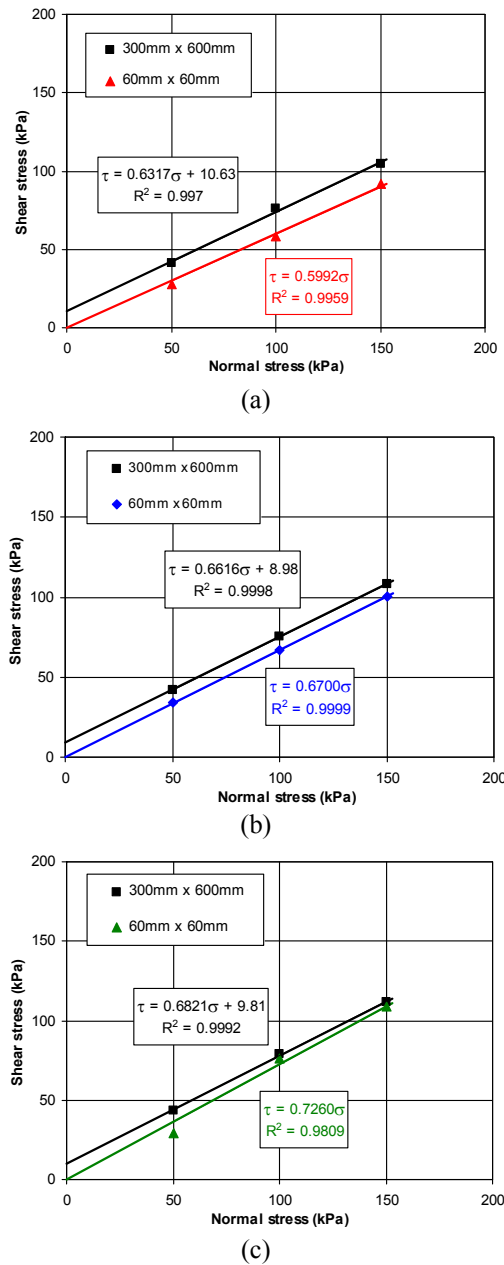 200
150
100
50
0
0
50
100
150
200
Shear stress (kPa)
Normal stress (kPa)
300mm x 600mm
60mm x 60mm
τ = 0.6317σ + 10.63
R² = 0.997
τ = 0.5992σ
R² = 0.9959
(a)
200
150
100
50
0
0
50
100
150
200
Shear stress (kPa)
Normal stress (kPa)
300mm x600mm
60mm x60mm
τ = 0.6616σ + 8.98
R² = 0.9998
τ = 0.6700σ
R² = 0.9999
(b)
200
150
100
50
0
0
50
100
150
200
Shear stress (kPa)
Normal stress (kPa)
300mm x 600mm
60mm x 60mm
τ = 0.6821σ + 9.81
R² = 0.9992
τ = 0.7260σ
R² = 0.9809
(c)